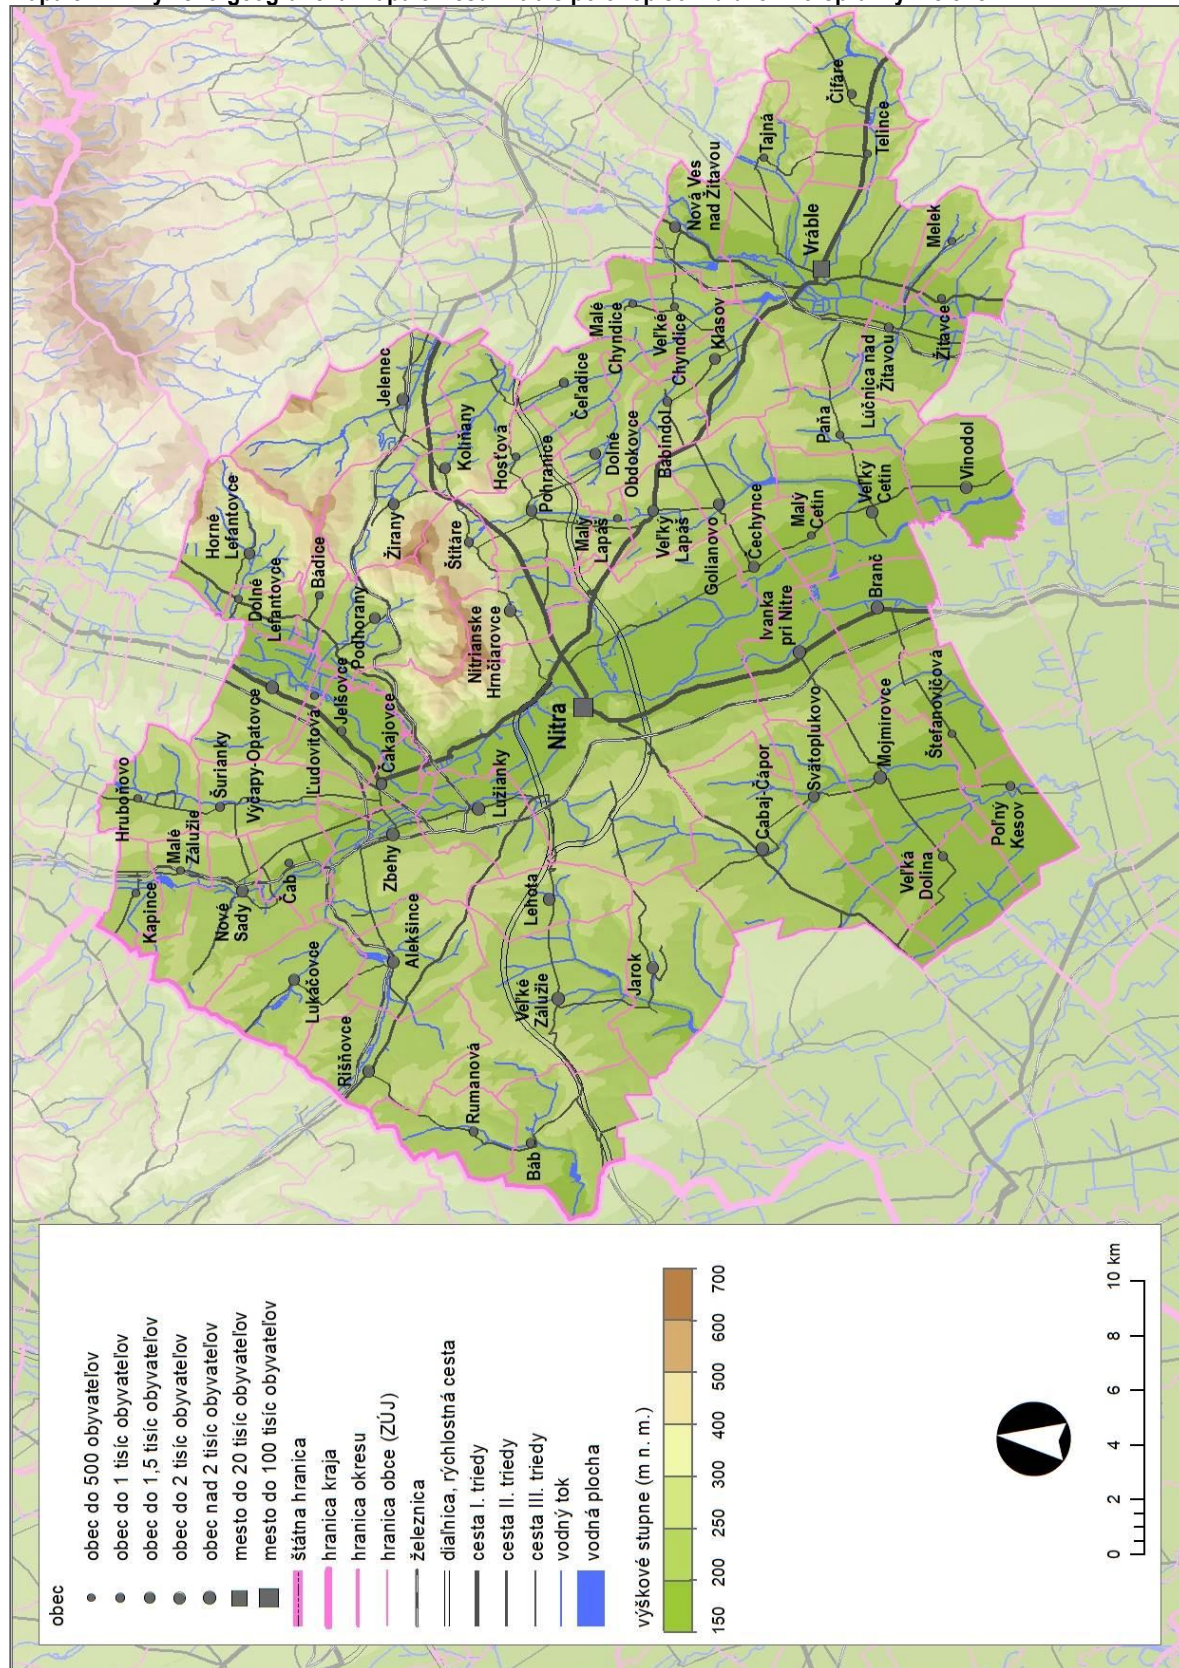 Hruboňovo
Kapince
Malé
Zálužie
Šurianky
Nové
Sady
Čab
Výčapy-Opatovce
Ľudovítová
Jelšovce
Čakajovce
Lukáčovce
Zbehy
Alekšince
Lužianky
Rišňovce
Rumanová
Báb
Lehota
Veľké
Zálužie
Jarok
Horné
Lefantovce
Dolné
Lefantovce
Bádice
Podhorany
Žirany
Štitáre
Nitrianske
Hrnčiarovce
Nitra
Jelenec
Kolíňany
Hosťová
Pohranice
Čeľadice
Dolné
Obdokovce
Malý
Lapáš
Veľký
Lapáš
Babindol
Golianovo
Malé
Chyndice
Veľké
Chyndice
Klasov
Nová Ves
nad Žitavou
Tajná
Čifáre
Telince
Vráble
Melek
Žitavce
Lúčnica nad
Žitavou
Paňa
Čechynce
Malý
Cetín
Veľký
Cetín
Vinodol
Ivanka
pri Nitre
Branč
Cabaj-Čápor
Svätoplukovo
Mojmírovce
Štefanovičová
Veľká
Dolina
Poľný
Kesov
obec
obec do 500 obyvateľov
obec do 1 tisíc obyvateľov
obec do 1,5 tisíc obyvateľov
obec do 2 tisíc obyvateľov
obec nad 2 tisíc obyvateľov
mesto do 20 tisíc obyvateľov
mesto do 100 tisíc obyvateľov
štátna hranica
hranica kraja
hranica okresu
hranica obce (ZÚJ)
železnica
diaľnica, rýchlostná cesta
cesta I. triedy
cesta II. triedy
cesta III. triedy
vodný tok
vodná plocha
výškové stupne (m n. m.)
150 200 250 300 400 500 600 700
0 2 4 6 8 10 km